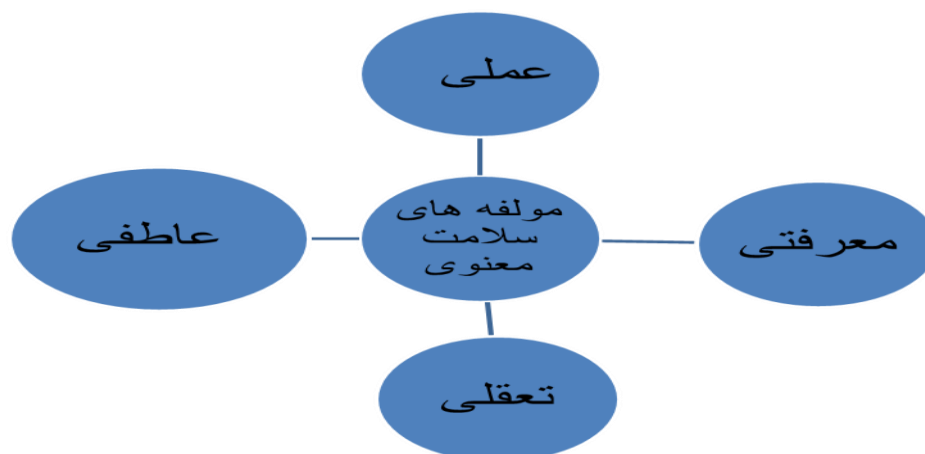 عملی
مولفه های
سلامت
معنوی
معرفتی
عاطفی
تعقلی